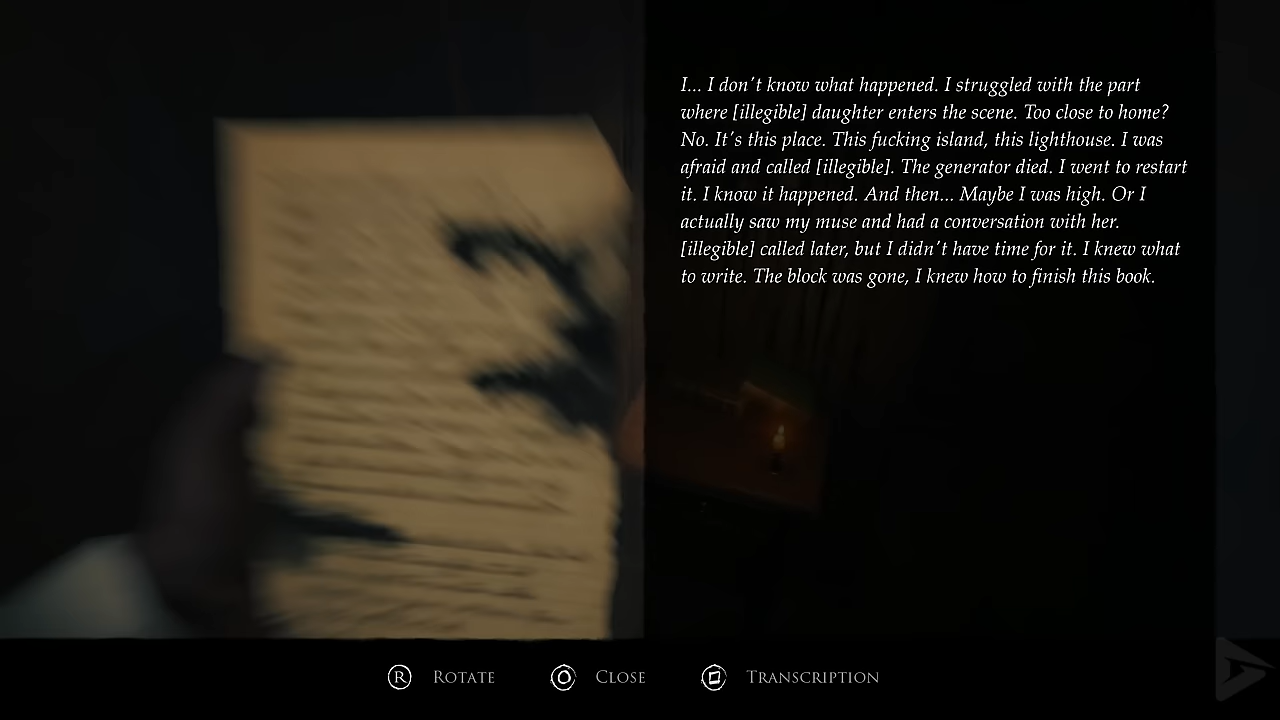 I... I don't know what happened. I struggled with the part
where [illegible] daughter enters the scene. Too close to home?
No. It's this place. This fucking island, this lighthouse. I was
afraid and called [illegible]. The generator died. I went to restart
it. I know it happened. And then... Maybe I was high. Or I
actually saw my muse and had a conversation with her.
[illegible] called later, but I didn't have time for it. I knew what
to write. The block was gone, I knew how to finish this book.
R Rotate Close Transcription